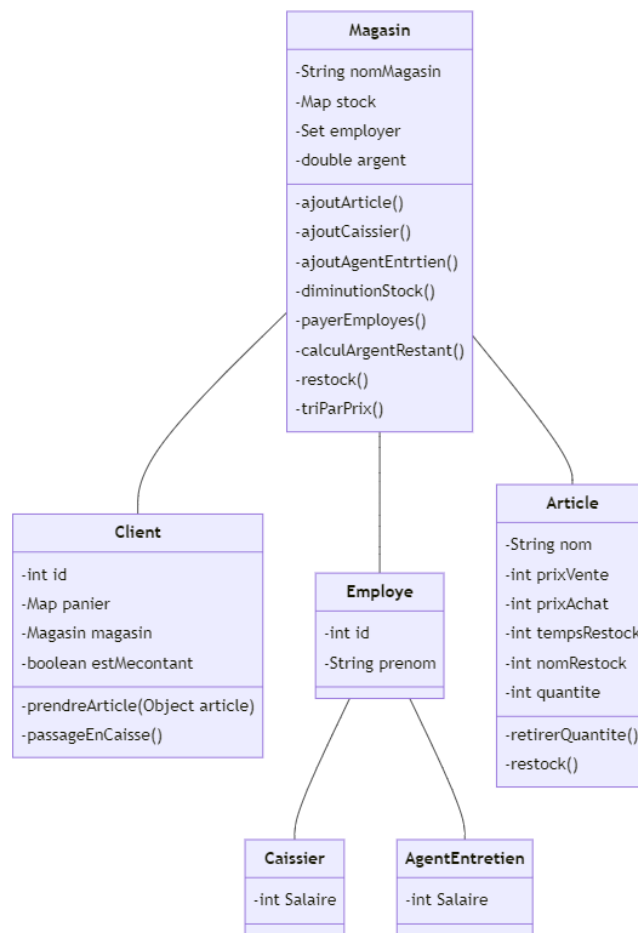 Magasin
-String nomMagasin
-Map stock
-Set employer
-double argent
-ajoutArticle()
-ajoutCaissier()
-ajoutAgentEntrtien()
-diminutionStock()
-payerEmployes()
-calculArgentRestant()
-restock()
-triParPrix()
Client
-int id
-Map panier
-Magasin magasin
-boolean estMecontant
-prendreArticle(Object article)
-passageEnCaisse()
Employe
-int id
-String prenom
Article
-String nom
-int prixVente
-int prixAchat
-int tempsRestock
-int nomRestock
-int quantite
-retirerQuantite()
-restock()
Caissier
-int Salaire
AgentEntretien
-int Salaire